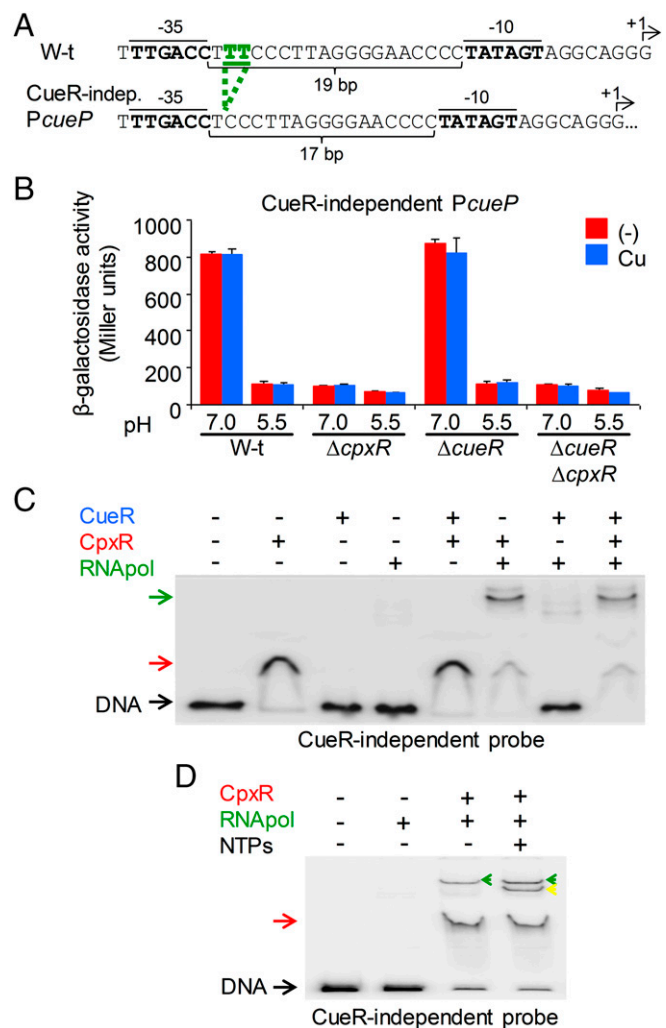 A
-35 -10 +1
W-t TTTGACCTTTCCCTTAGGGGAACCCCTATAGTAGGCAGGG
19 bp
CueR-indep. -35 -10 +1
PcueP TTTGACCTCCCTTAGGGGAACCCCTATAGTAGGCAGGG...
17 bp
B
CueR-independent PcueP
β-galactosidase activity
(Miller units)
1000
800
600
400
200
0
(-)
Cu
pH 7.0 5.5 7.0 5.5 7.0 5.5 7.0 5.5
W-t ΔcpxR ΔcueR ΔcueR
ΔcpxR
C
CueR - - + - + - + +
CpxR - + - - + + - +
RNApol - - - + - + + +
DNA
CueR-independent probe
D
CpxR - - + +
RNApol - + + +
NTPs - - - +
DNA
CueR-independent probe